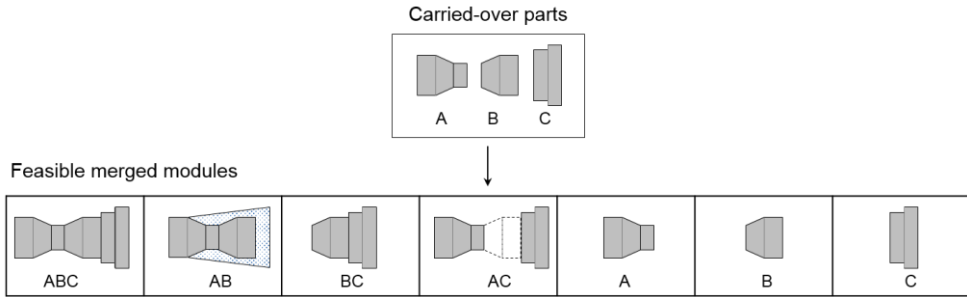 Carried-over parts
A B C
Feasible merged modules
ABC AB BC AC A B C